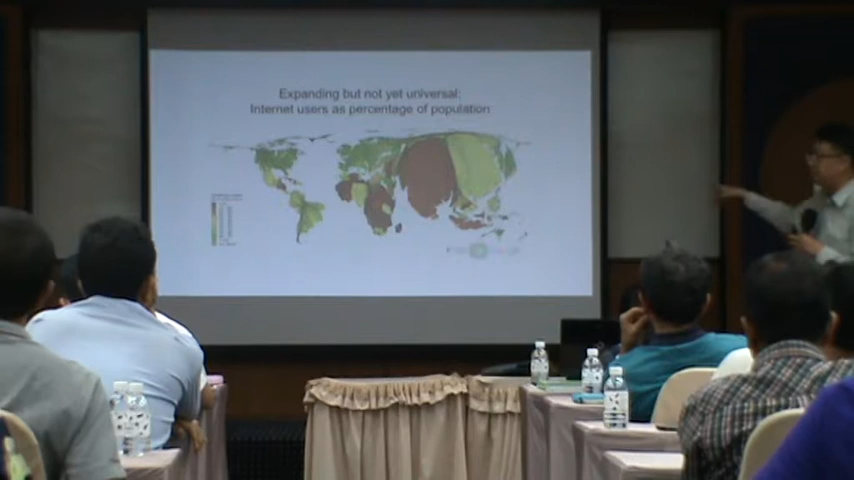 Expanding but not yet universal:
Internet users as percentage of population